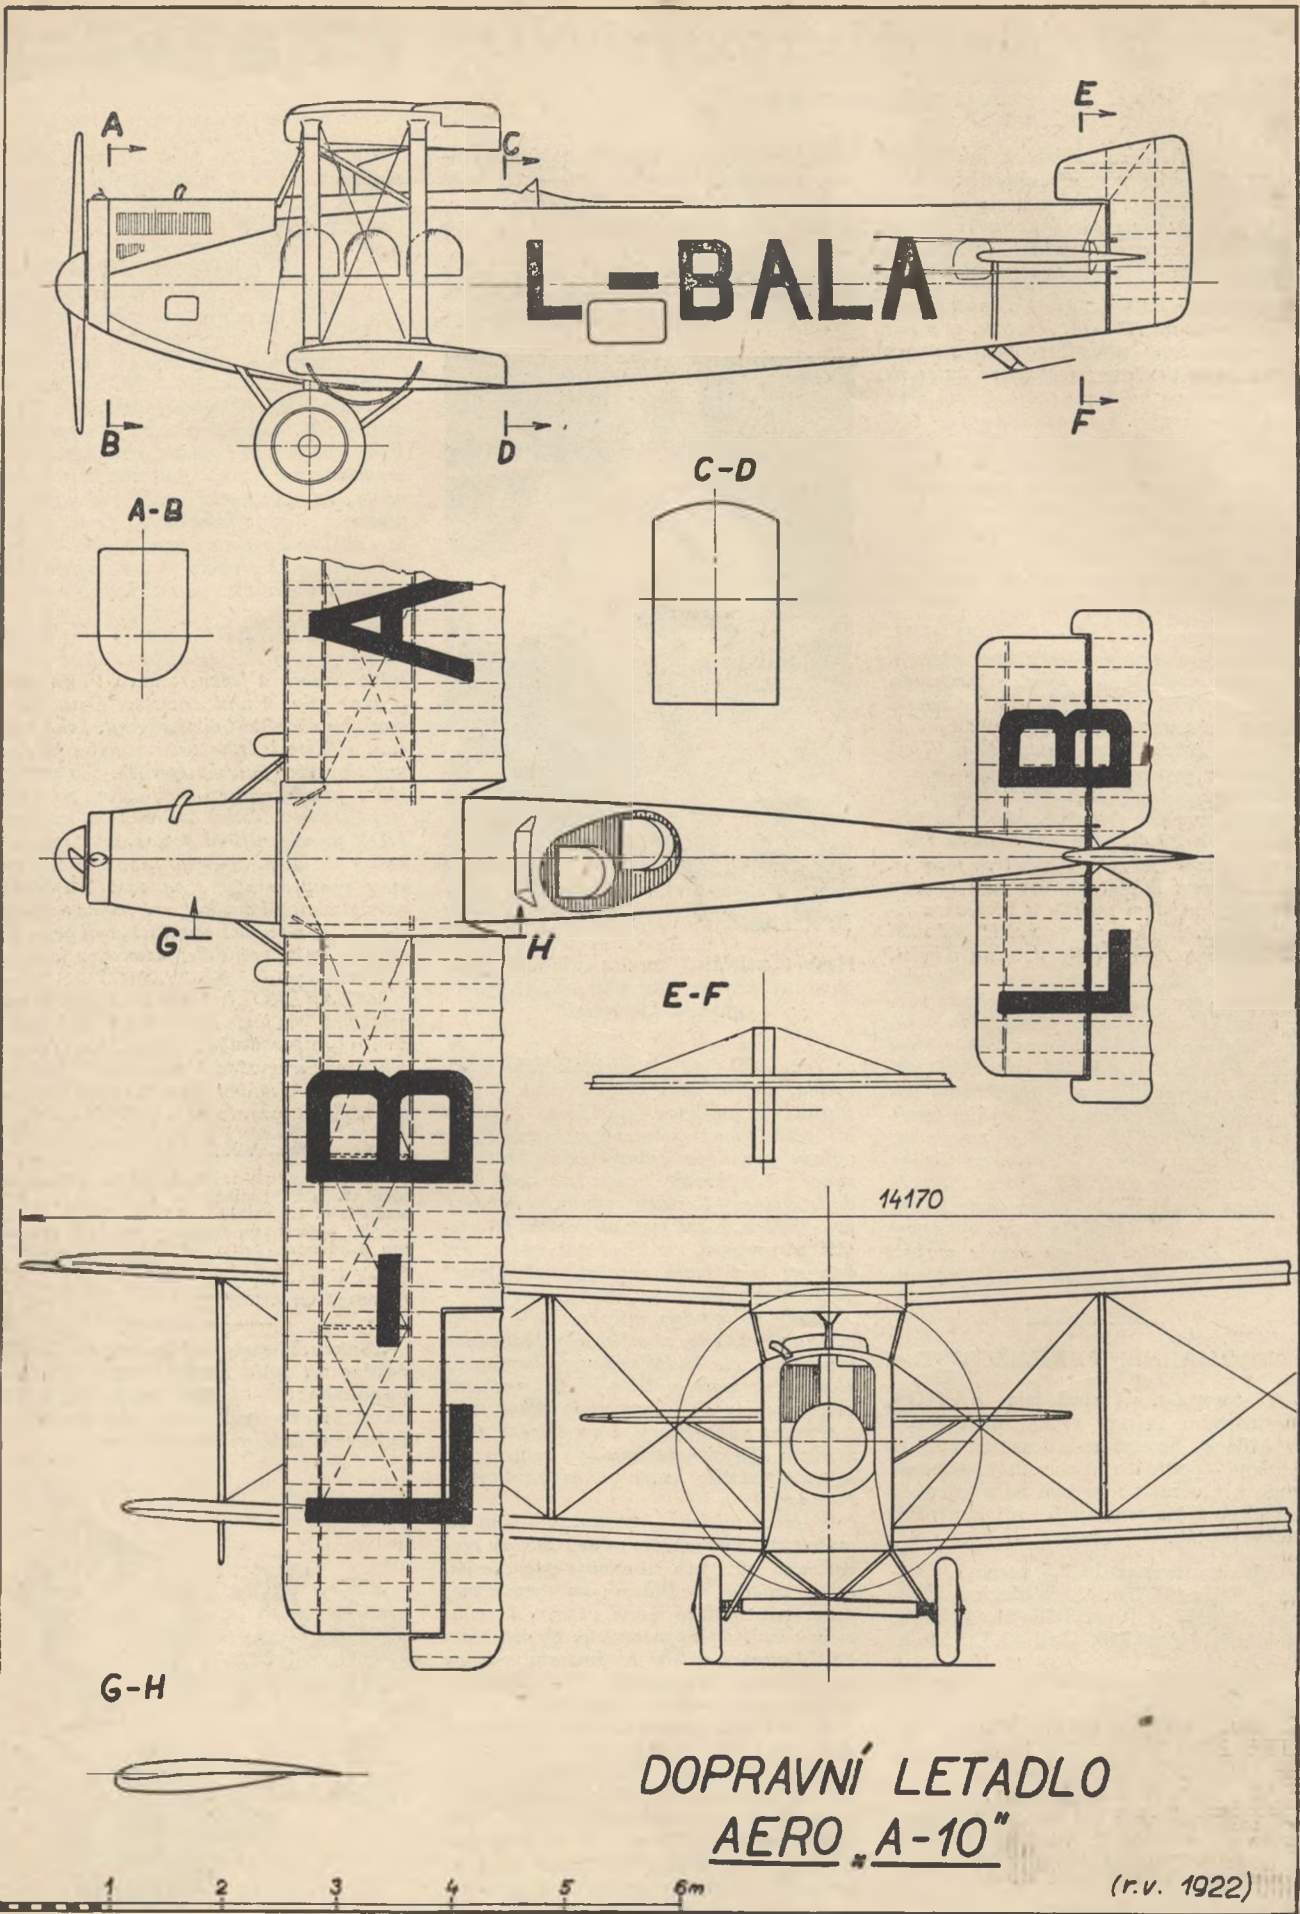 A
C
E
L-BALA
B
D
F
A-B
C-D
A
B
G
H
L
E-F
B
14170
-
L
G-H
DOPRAVNÍ LETADLO
AERO „A-10"
(r.v. 1922)
1 2 3 4 5 6m